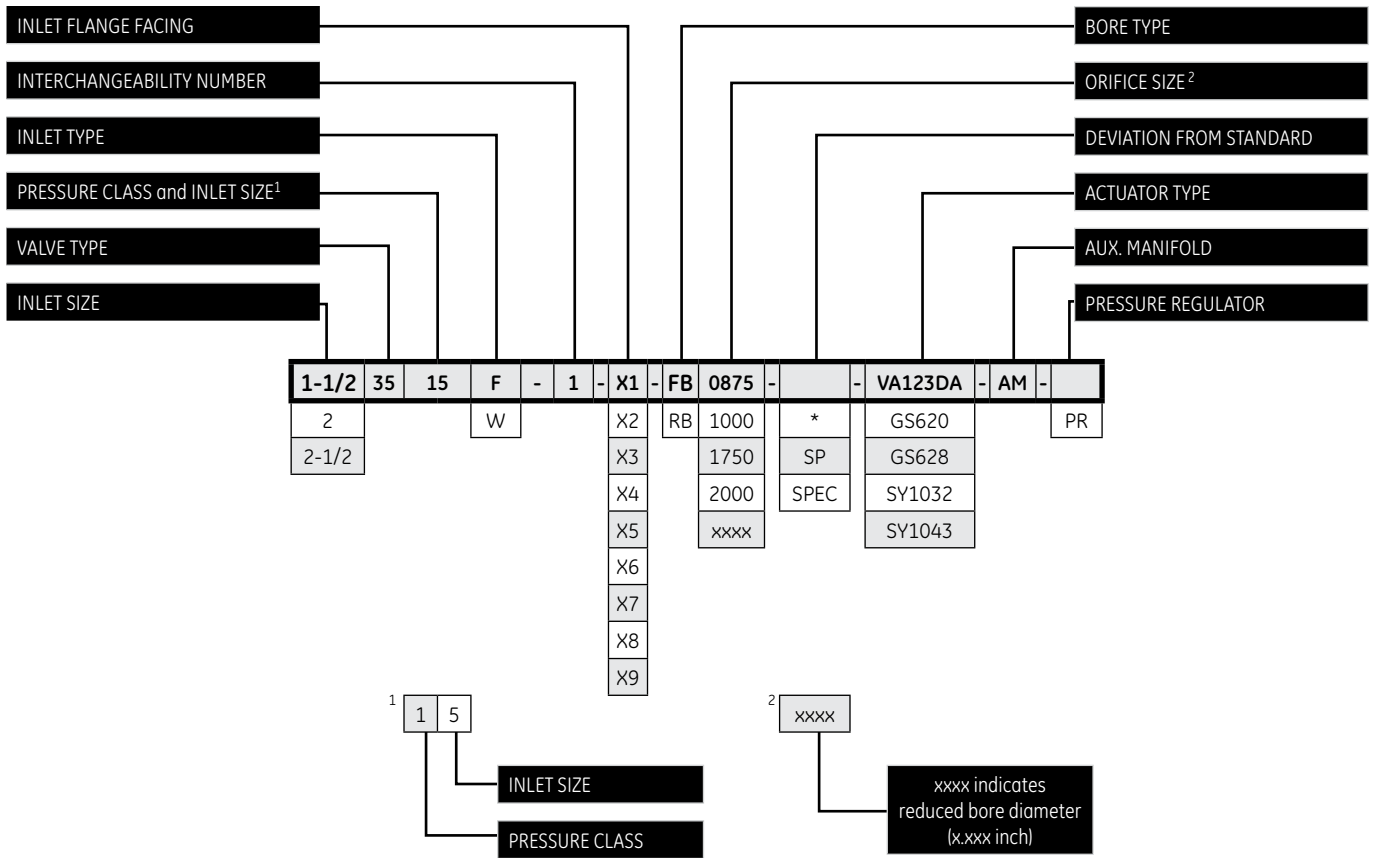 INLET FLANGE FACING
INTERCHANGEABILITY NUMBER
INLET TYPE
PRESSURE CLASS and INLET SIZE1
VALVE TYPE
INLET SIZE
BORE TYPE
ORIFICE SIZE 2
DEVIATION FROM STANDARD
ACTUATOR TYPE
AUX. MANIFOLD
PRESSURE REGULATOR
1-1/2 35 15 F - 1 - X1 - FB 0875 - - VA123DA - AM -
2 W X2 RB 1000 * GS620 PR
2-1/2 X3 1750 SP GS628
X4 2000 SPEC SY1032
X5 xxxx SY1043
X6
X7
X8
X9
1 1 5
INLET SIZE
PRESSURE CLASS
2 xxxx
xxxx indicates
reduced bore diameter
(x.xxx inch)